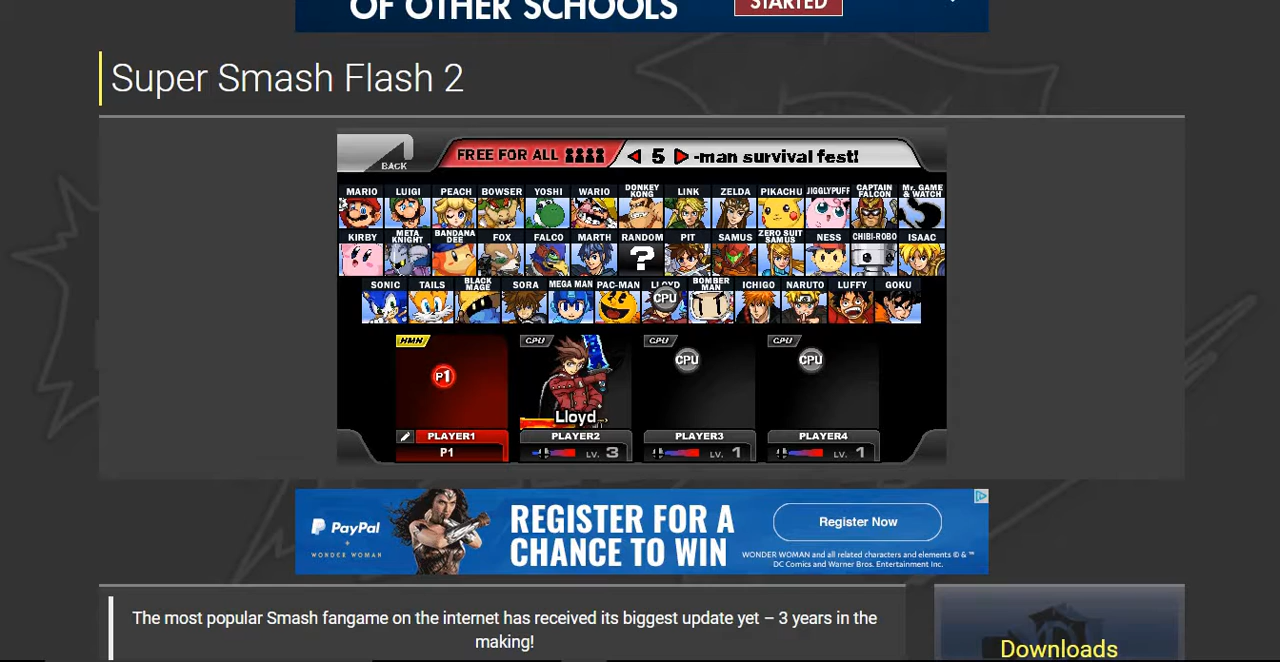 OF OTHER SCHOOLS
STARTED
Super Smash Flash 2
BACK
FREE FOR ALL
5 -man survival fest!
MARIO LUIGI PEACH BOWSER YOSHI WARIO DONKEY KONG LINK ZELDA PIKACHU JIGGLYPUFF CAPTAIN FALCON Mr. GAME & WATCH
KIRBY META KNIGHT BANDANA DEE FOX FALCO MARTH RANDOM PIT SAMUS ZERO SUIT SAMUS NESS CHIBI-ROBO ISAAC
?
SONIC TAILS BLACK MAGE SORA MEGA MAN PAC-MAN LLOYD BOMBER MAN ICHIGO NARUTO LUFFY GOKU
CPU
HMN CPU CPU CPU
P1 CPU CPU
Lloyd
PLAYER1 PLAYER2 PLAYER3 PLAYER4
P1 LV. 3 LV. 1 LV. 1
PayPal
+
WONDER WOMAN
REGISTER FOR A
CHANCE TO WIN
Register Now
WONDER WOMAN and all related characters and elements © & ™
DC Comics and Warner Bros. Entertainment Inc.
The most popular Smash fangame on the internet has received its biggest update yet – 3 years in the
making!
Downloads